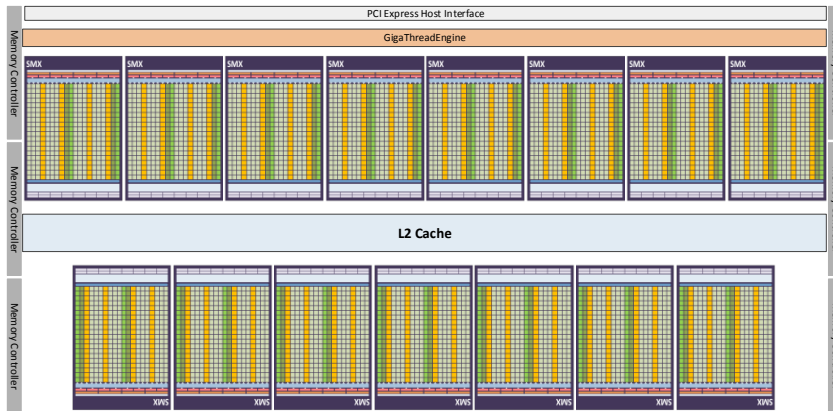 PCI Express Host Interface
GigaThreadEngine
Memory Controller
SMX
SMX
SMX
SMX
SMX
SMX
SMX
SMX
Memory Controller
L2 Cache
Memory Controller
SMX
SMX
SMX
SMX
SMX
SMX
SMX